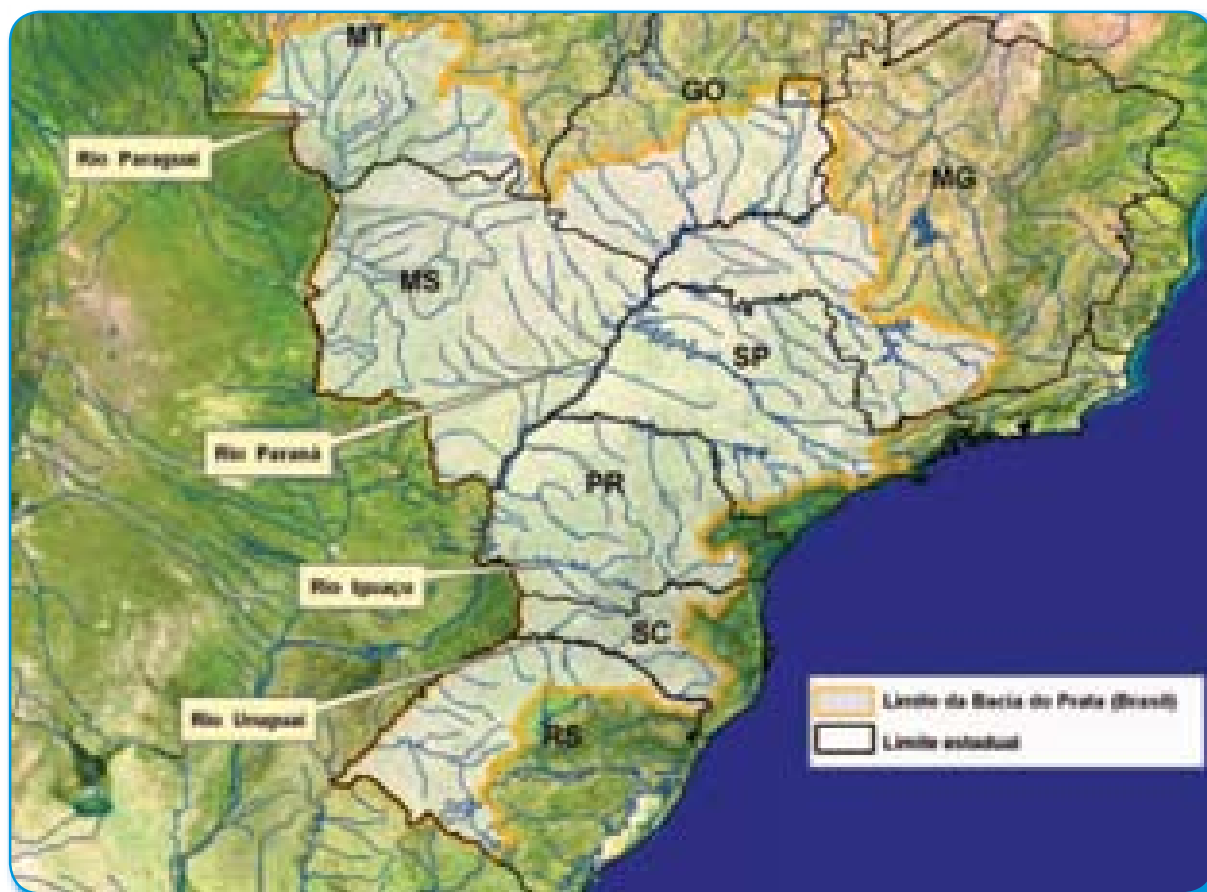 MT
GO
Rio Paraguai
MG
MS
SP
Rio Paraná
PR
Rio Iguaçu
SC
Limite da Bacia do Prata (Brasil)
Rio Uruguai
RS
Limite estadual